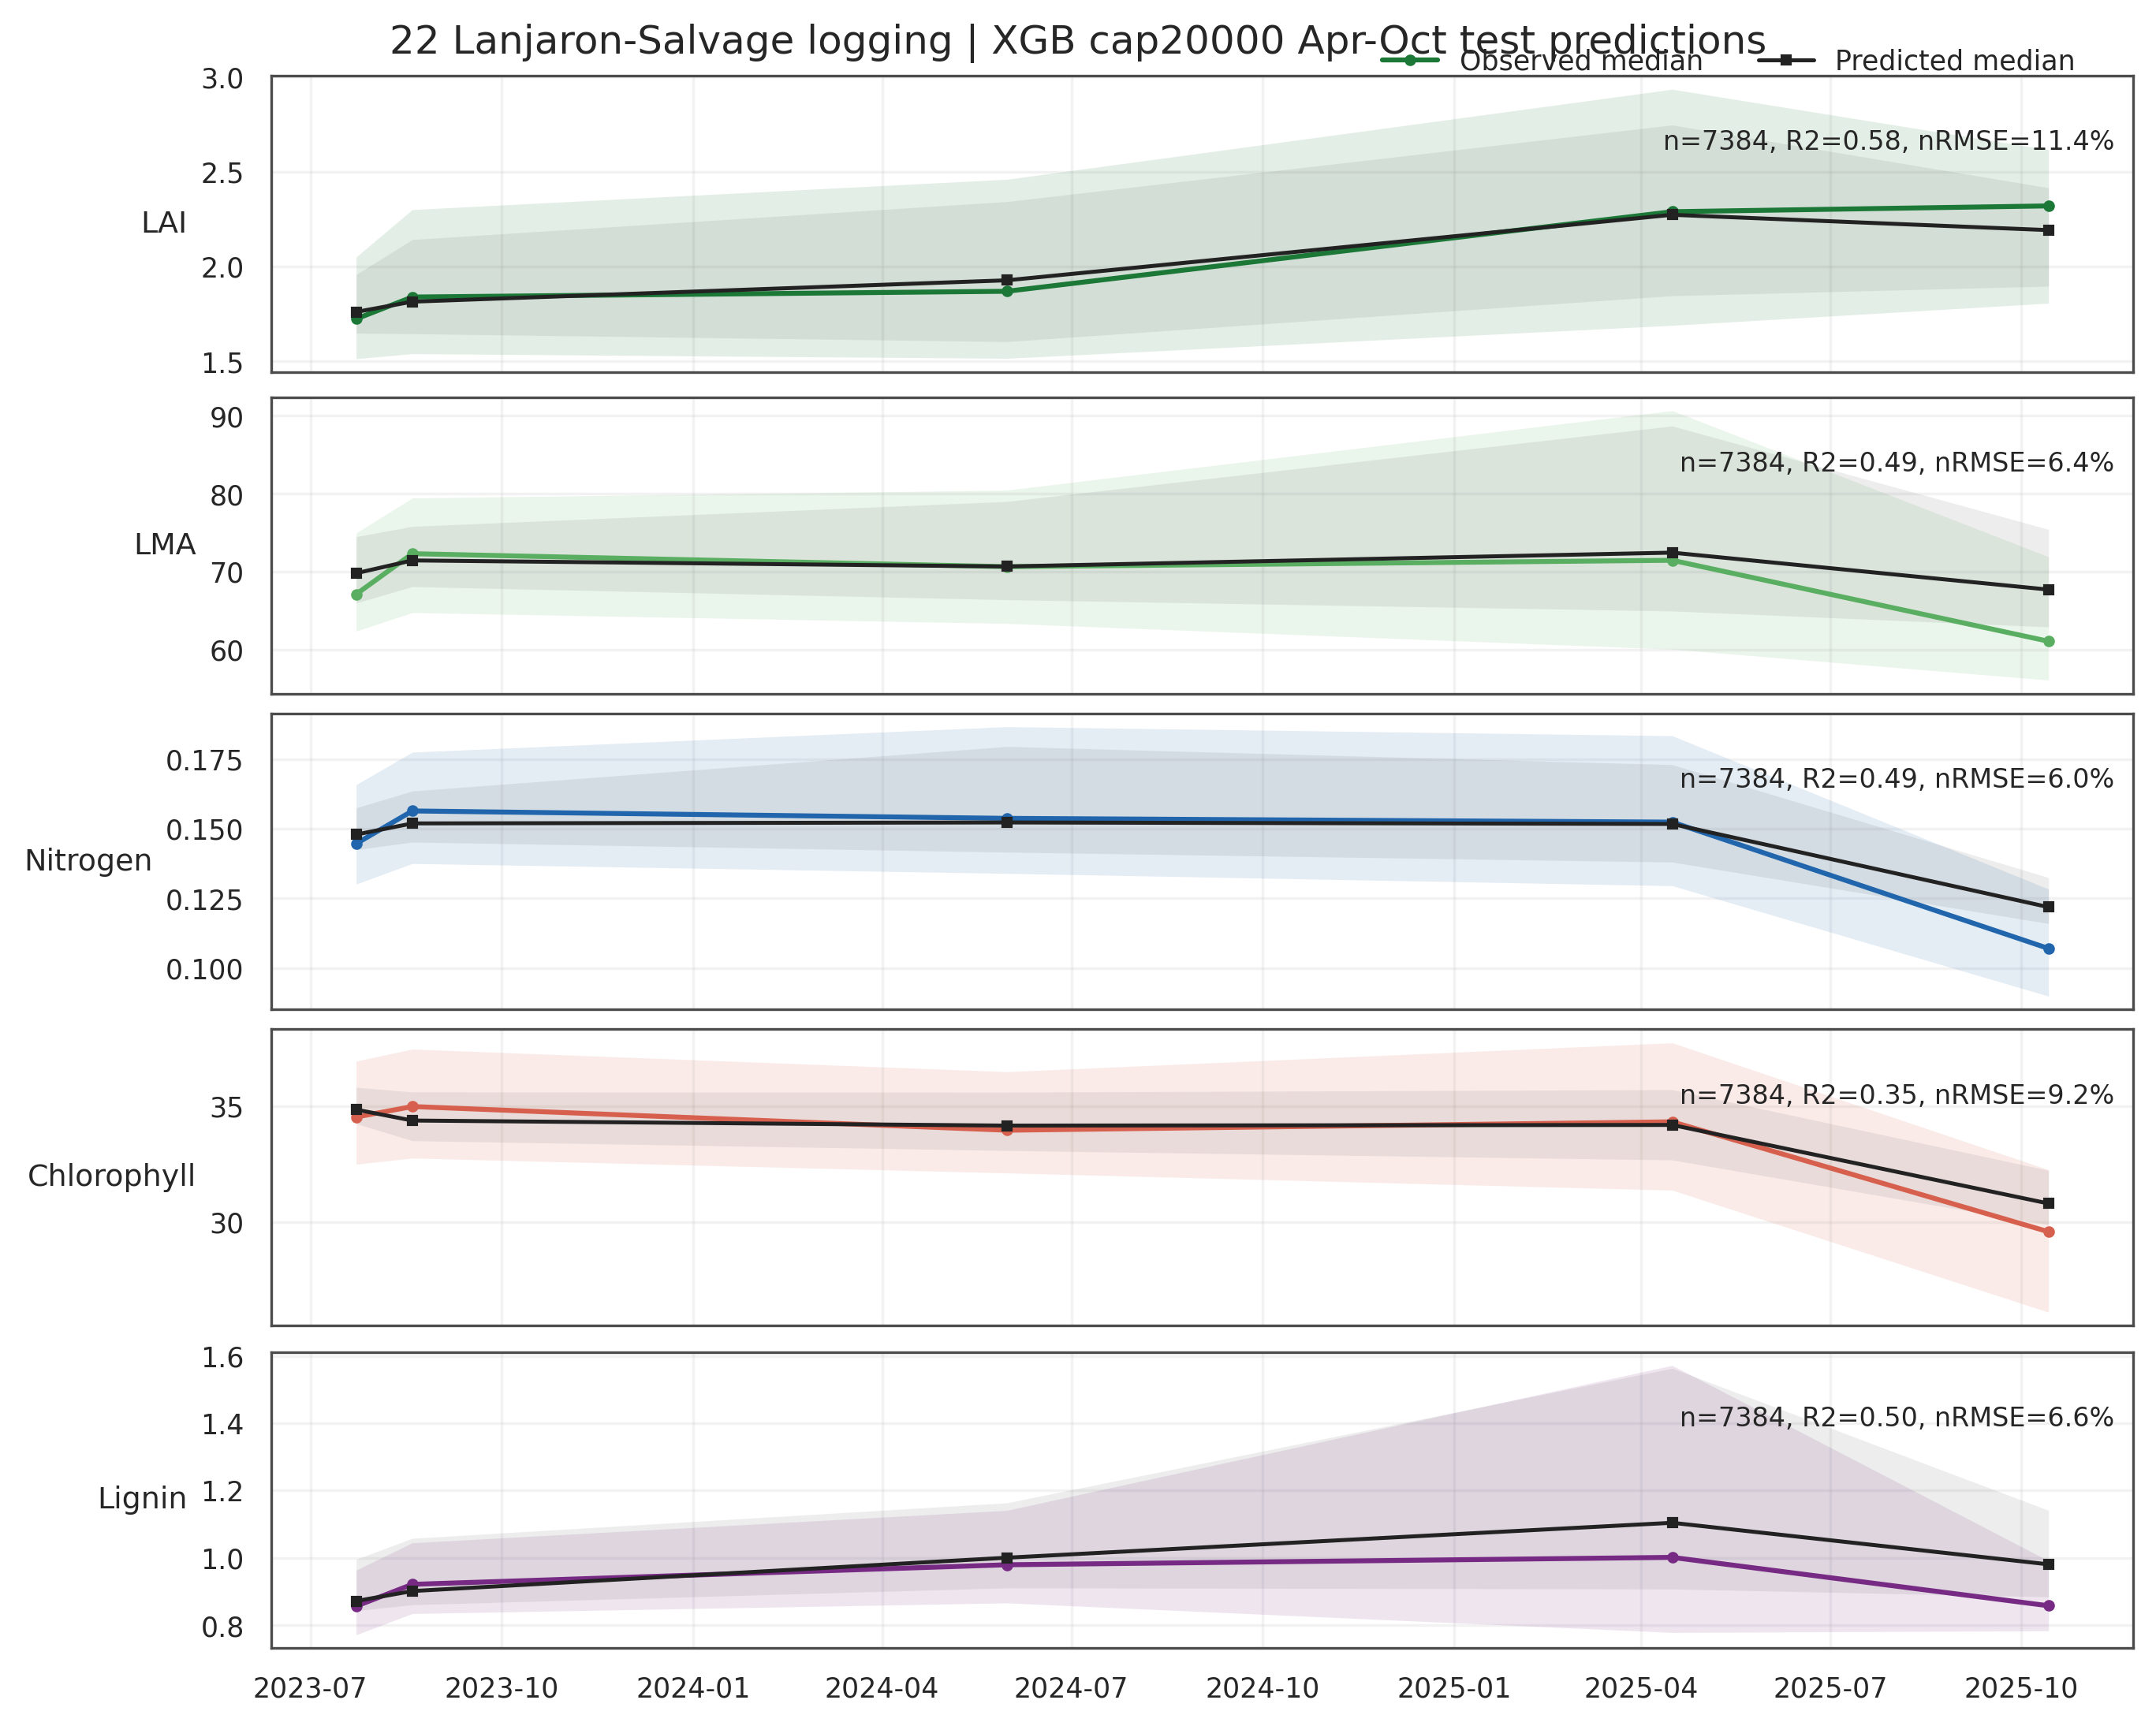 22 Lanjaron-Salvage logging | XGB cap20000 Apr-Oct test predictions
Observed median
Predicted median
3.0
2.5
2.0
1.5
LAI
n=7384, R2=0.58, nRMSE=11.4%
90
80
70
60
LMA
n=7384, R2=0.49, nRMSE=6.4%
0.175
0.150
0.125
0.100
Nitrogen
n=7384, R2=0.49, nRMSE=6.0%
35
30
Chlorophyll
n=7384, R2=0.35, nRMSE=9.2%
1.6
1.4
1.2
1.0
0.8
Lignin
n=7384, R2=0.50, nRMSE=6.6%
2023-07 2023-10 2024-01 2024-04 2024-07 2024-10 2025-01 2025-04 2025-07 2025-10